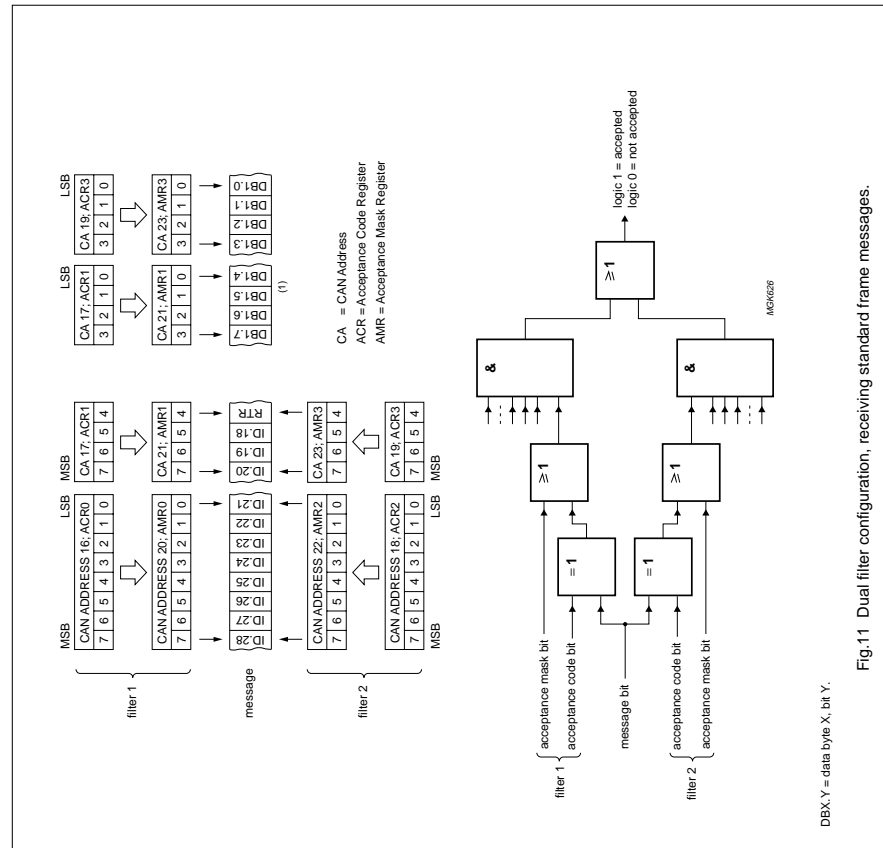 MSB LSB MSB LSB LSB
CAN ADDRESS 16; ACR0 CA 17; ACR1 CA 17; ACR1 CA 19; ACR3
7 6 5 4 3 2 1 0 7 6 5 4 3 2 1 0 3 2 1 0
filter 1
CAN ADDRESS 20; AMR0 CA 21; AMR1 CA 21; AMR1 CA 23; AMR3
7 6 5 4 3 2 1 0 7 6 5 4 3 2 1 0 3 2 1 0
message
ID.28 ID.27 ID.26 ID.25 ID.24 ID.23 ID.22 ID.21 ID.20 ID.19 ID.18 RTR DB1.7 DB1.6 DB1.5 DB1.4 DB1.3 DB1.2 DB1.1 DB1.0
(1)
filter 2
CAN ADDRESS 22; AMR2 CA 23; AMR3
7 6 5 4 3 2 1 0 7 6 5 4
CAN ADDRESS 18; ACR2 CA 19; ACR3
7 6 5 4 3 2 1 0 7 6 5 4
MSB LSB MSB
CA = CAN Address
ACR = Acceptance Code Register
AMR = Acceptance Mask Register
filter 1
acceptance mask bit
acceptance code bit
message bit
filter 2
acceptance code bit
acceptance mask bit
= 1
= 1
≥ 1
≥ 1
&
&
≥ 1
logic 1 = accepted
logic 0 = not accepted
MGK626
DBX.Y = data byte X, bit Y.
Fig.11 Dual filter configuration, receiving standard frame messages.